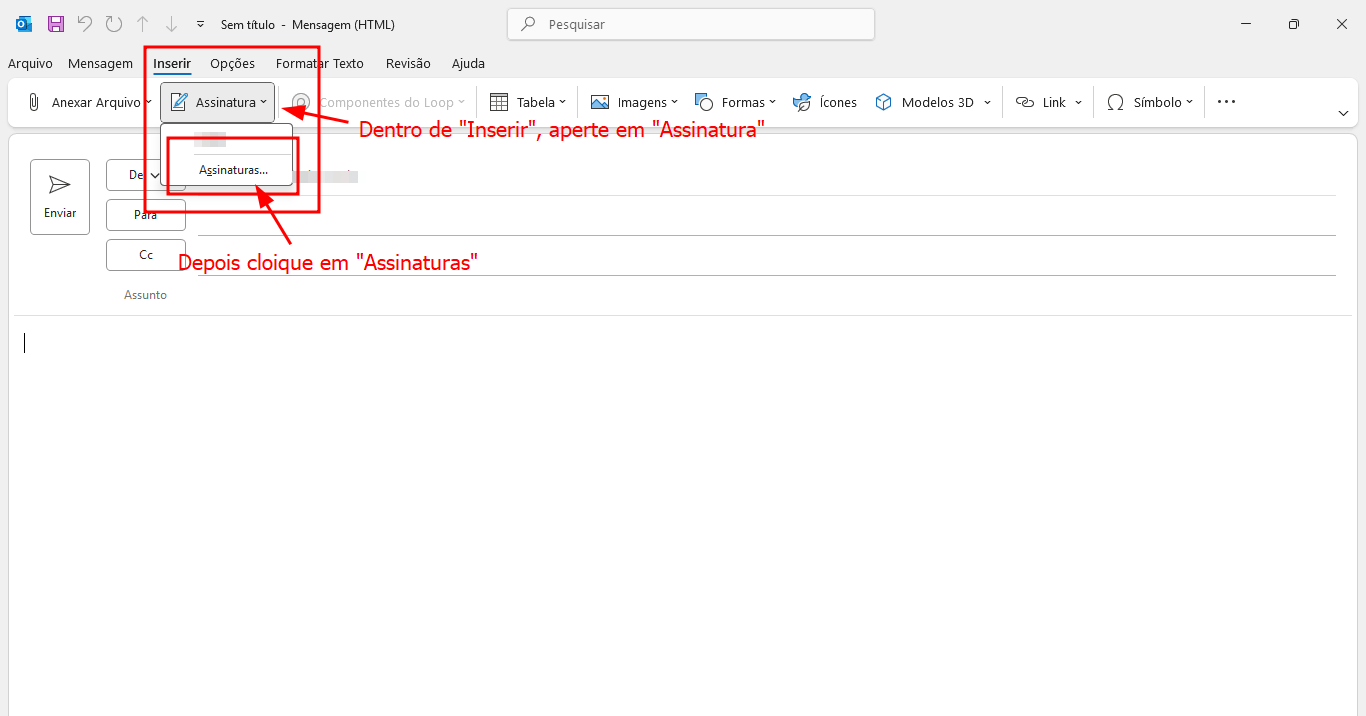 Sem título - Mensagem (HTML)
Pesquisar
Arquivo Mensagem Inserir Opções Formatar Texto Revisão Ajuda
Anexar Arquivo Assinatura Componentes do Loop Tabela Imagens Formas Ícones Modelos 3D Link Símbolo
Dentro de "Inserir", aperte em "Assinatura"
Assinaturas...
De
Enviar
Para
Cc
Depois cloique em "Assinaturas"
Assunto